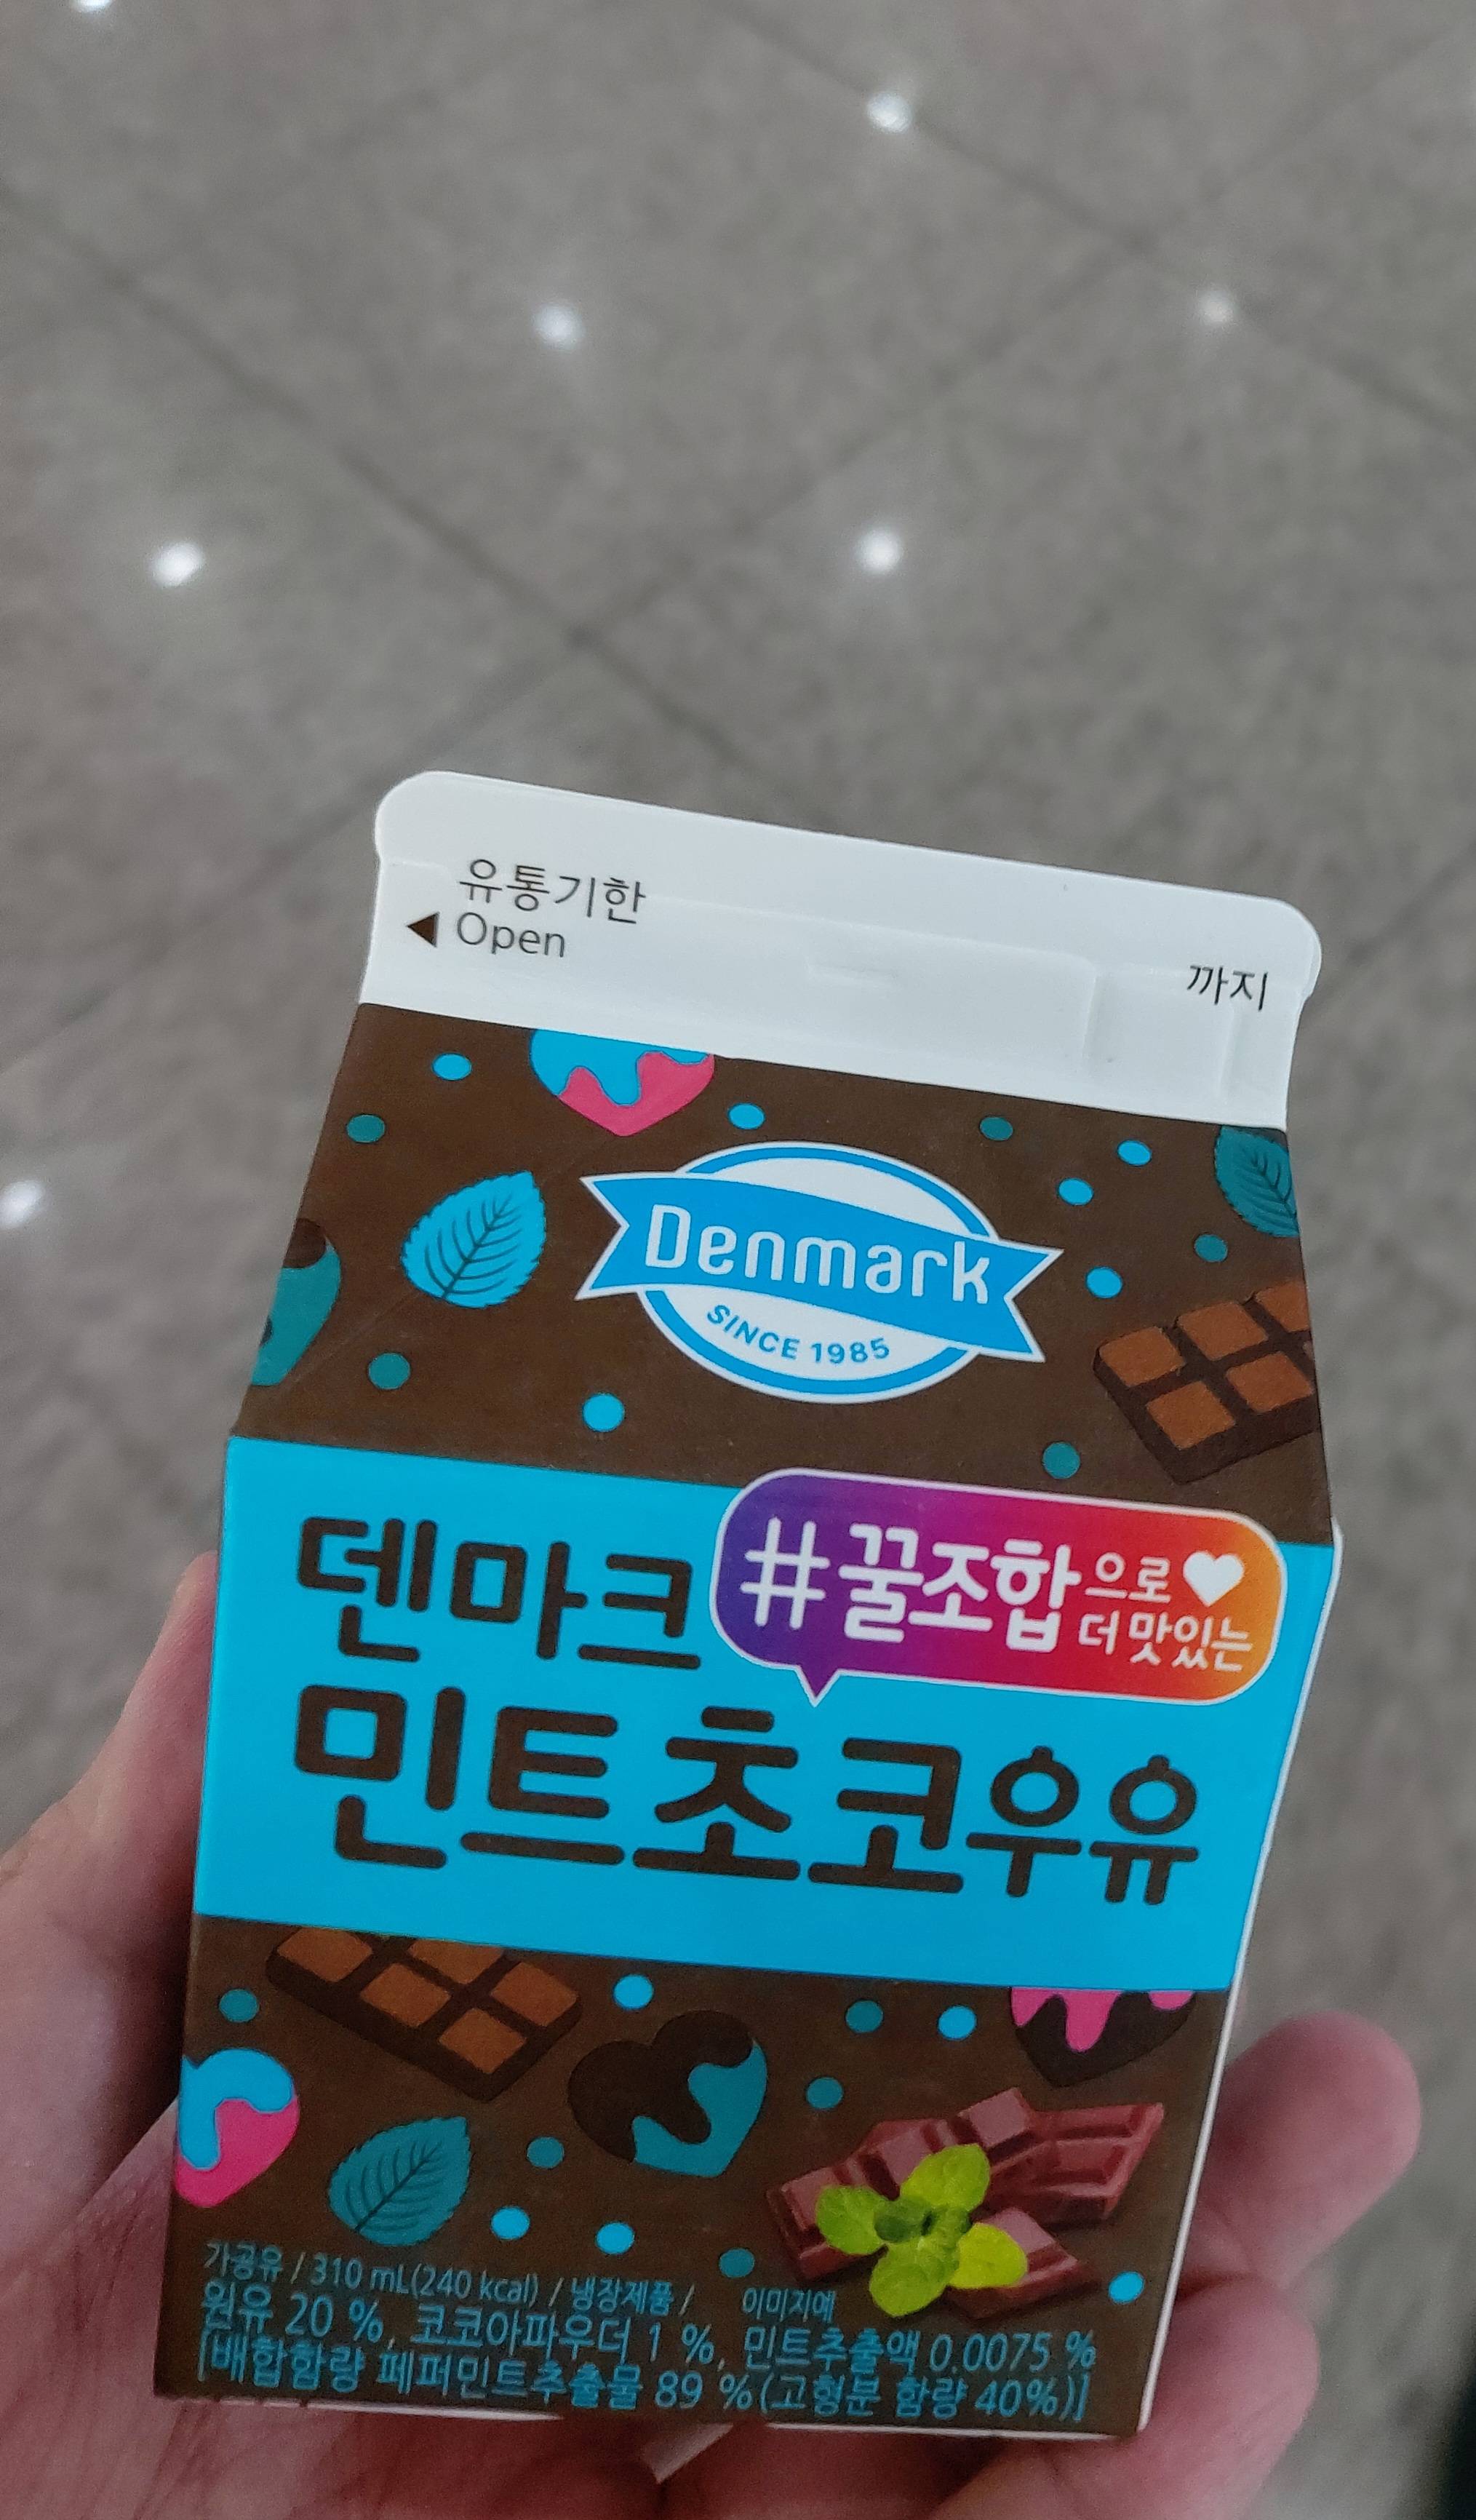 유통기한
◀ Open
까지
Denmark
SINCE 1985
덴마크
#꿀조합으로♥
더 맛있는
민트초코우유
가공유 / 310 mL(240 kcal) / 냉장제품 / 이미지예
원유 20 %, 코코아파우더 1 %, 민트추출액 0.0075 %
[배합함량 페퍼민트추출물 89 %(고형분 함량 40%)]